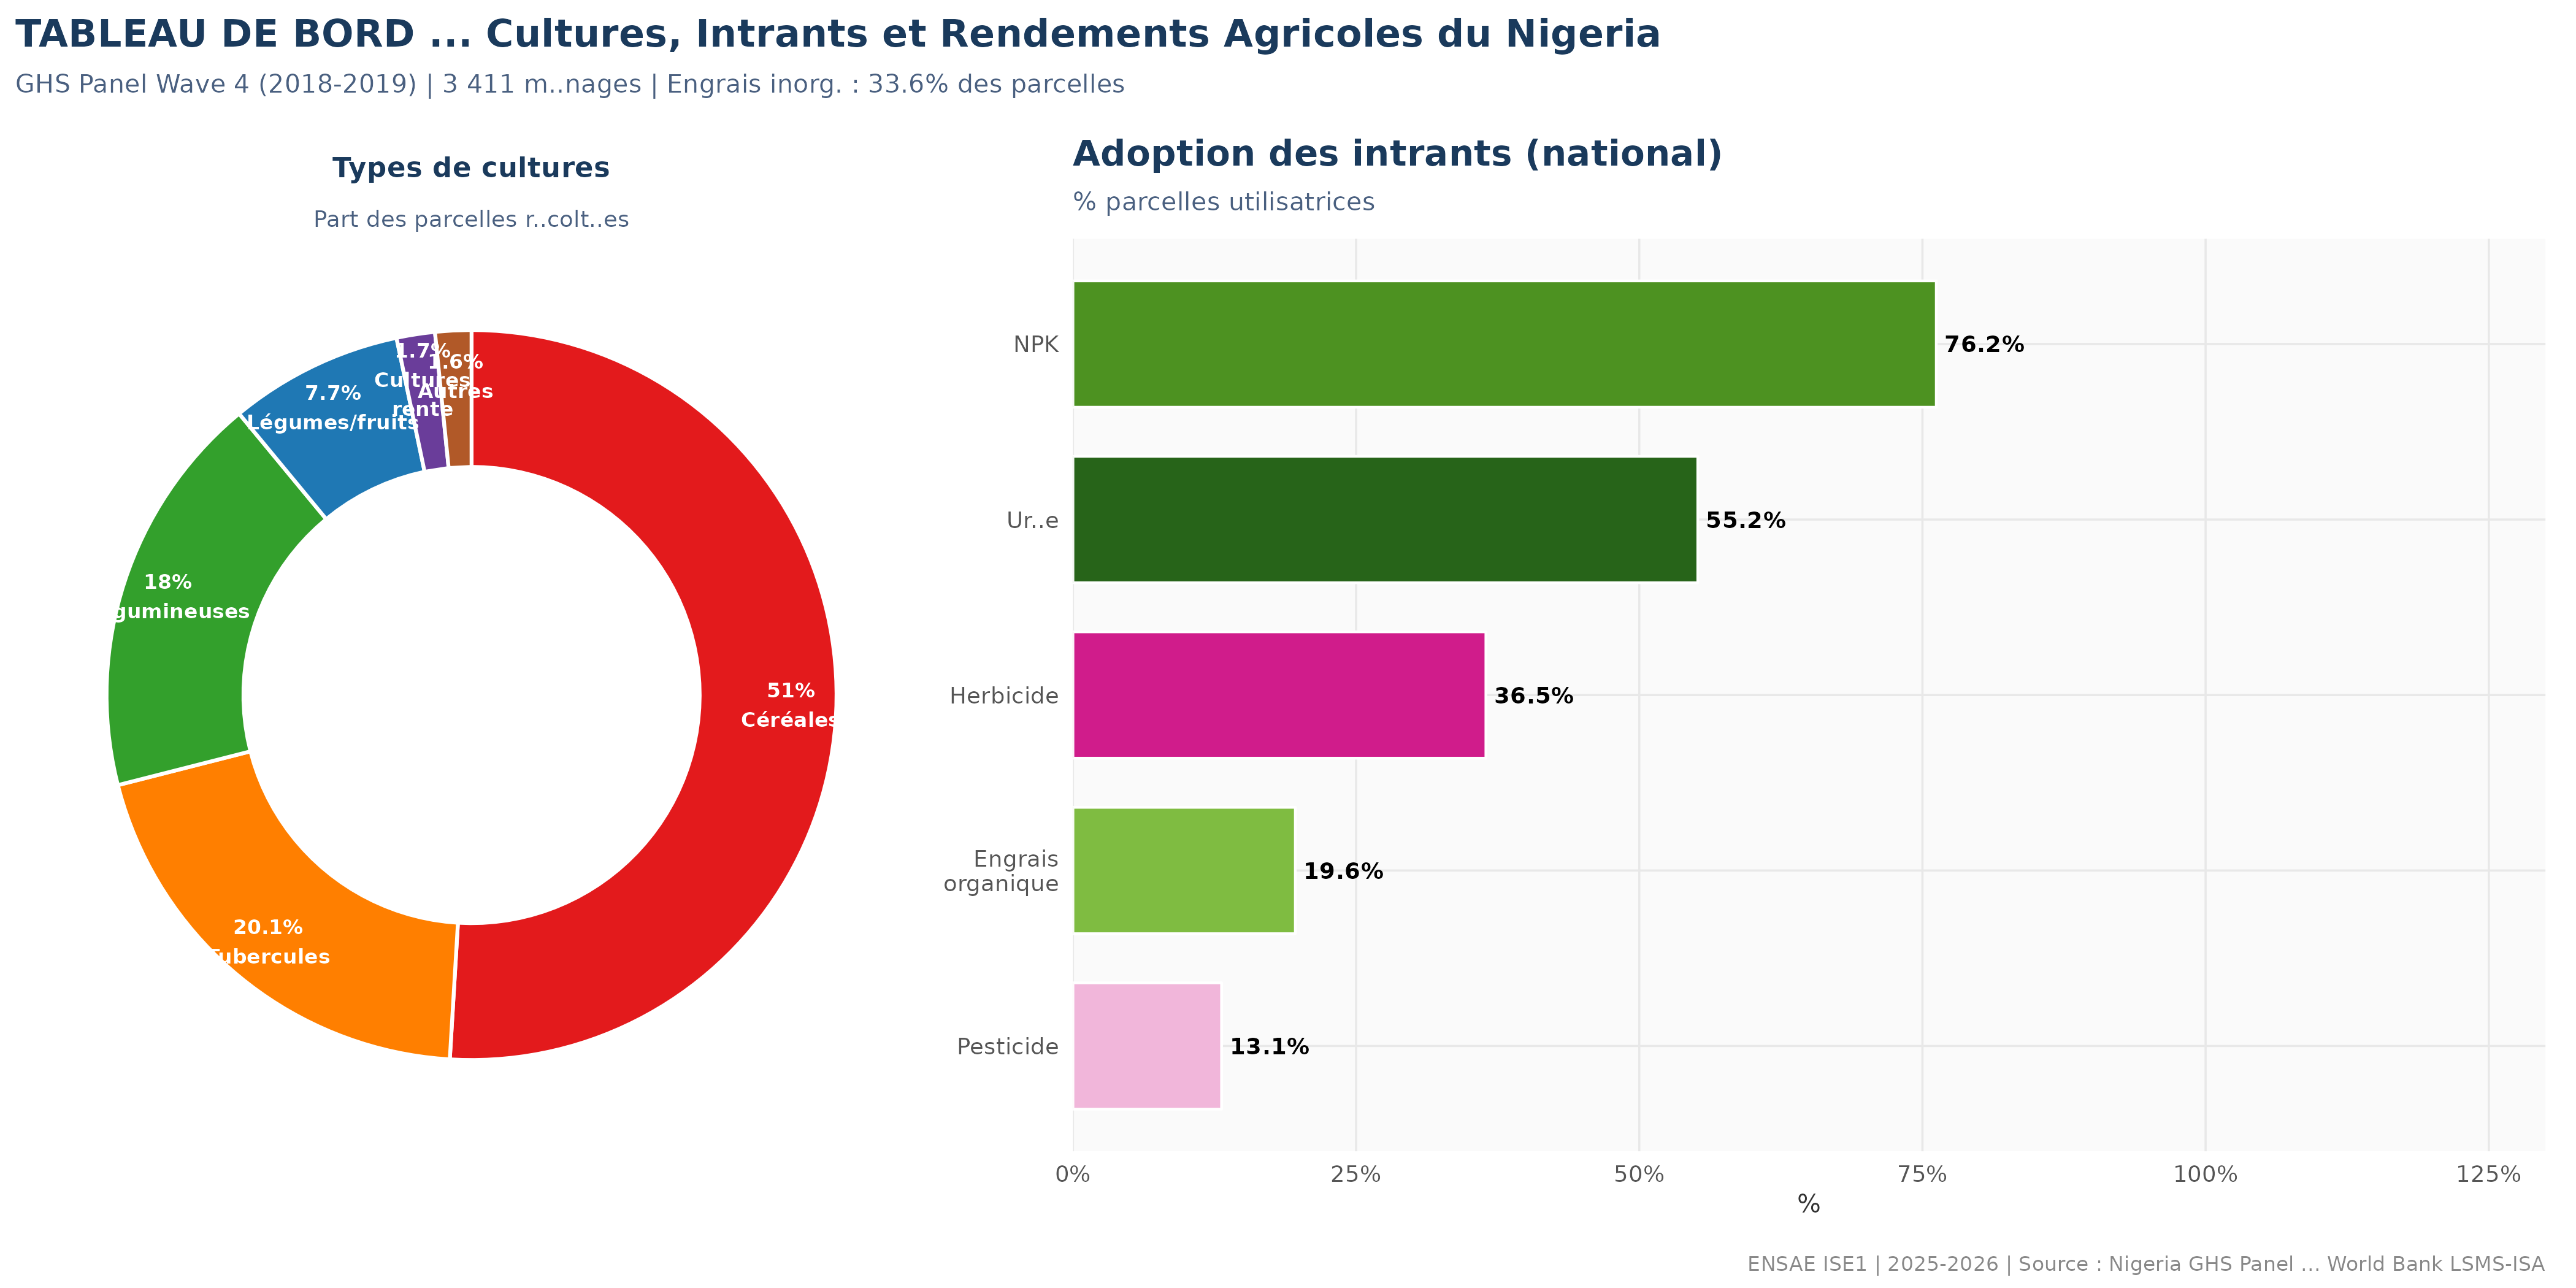 TABLEAU DE BORD ... Cultures, Intrants et Rendements Agricoles du Nigeria
GHS Panel Wave 4 (2018-2019) | 3 411 m..nages | Engrais inorg. : 33.6% des parcelles
Types de cultures
Part des parcelles r..colt..es
1.7%
Cultures
rente
.6%
Autres
7.7%
Légumes/fruits
18%
gumineuses
51%
Céréales
20.1%
Tubercules
Adoption des intrants (national)
% parcelles utilisatrices
NPK
76.2%
Ur..e
55.2%
Herbicide
36.5%
Engrais
organique
19.6%
Pesticide
13.1%
0% 25% 50% 75% 100% 125%
%
ENSAE ISE1 | 2025-2026 | Source : Nigeria GHS Panel ... World Bank LSMS-ISA